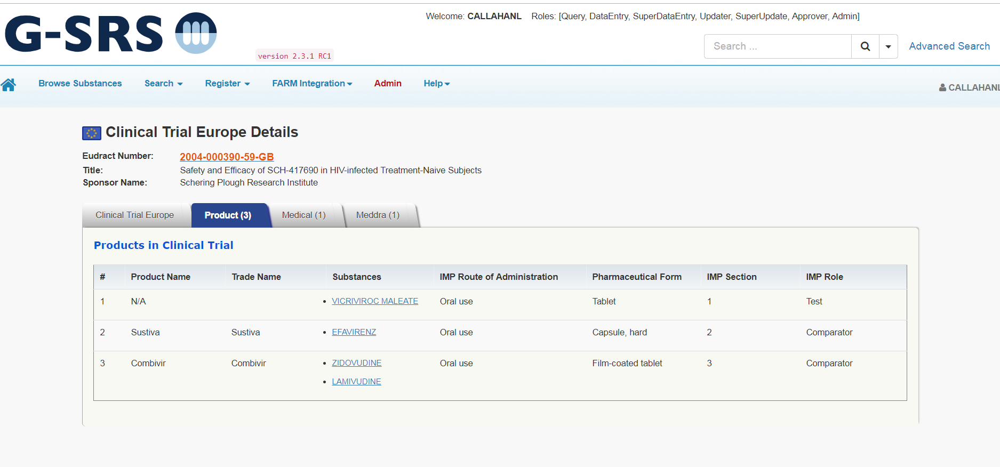 Welcome: CALLAHANL Roles: [Query, DataEntry, SuperDataEntry, Updater, SuperUpdate, Approver, Admin]
G-SRS
version 2.3.1 RC1
Search ... Advanced Search
Browse Substances Search Register FARM Integration Admin Help CALLAHANL
Clinical Trial Europe Details
Eudract Number: 2004-000390-59-GB
Title: Safety and Efficacy of SCH-417690 in HIV-infected Treatment-Naive Subjects
Sponsor Name: Schering Plough Research Institute
Clinical Trial Europe Product (3) Medical (1) Meddra (1)
Products in Clinical Trial
# Product Name Trade Name Substances IMP Route of Administration Pharmaceutical Form IMP Section IMP Role
1 N/A • VICRIVIROC MALEATE Oral use Tablet 1 Test
2 Sustiva Sustiva • EFAVIRENZ Oral use Capsule, hard 2 Comparator
3 Combivir Combivir • ZIDOVUDINE Oral use Film-coated tablet 3 Comparator
• LAMIVUDINE